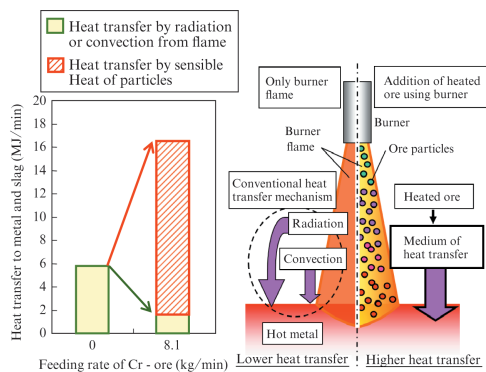 Heat transfer by radiation
or convection from flame
Heat transfer by sensible
Heat of particles
Heat transfer to metal and slag (MJ/min)
20
18
16
14
12
10
8
6
4
2
0
0
8.1
Feeding rate of Cr - ore (kg/min)
Only burner
flame
Addition of heated
ore using burner
Burner
Burner
flame
Ore particles
Conventional heat
transfer mechanism
Radiation
Convection
Heated ore
Medium of
heat transfer
Hot metal
Lower heat transfer
Higher heat transfer